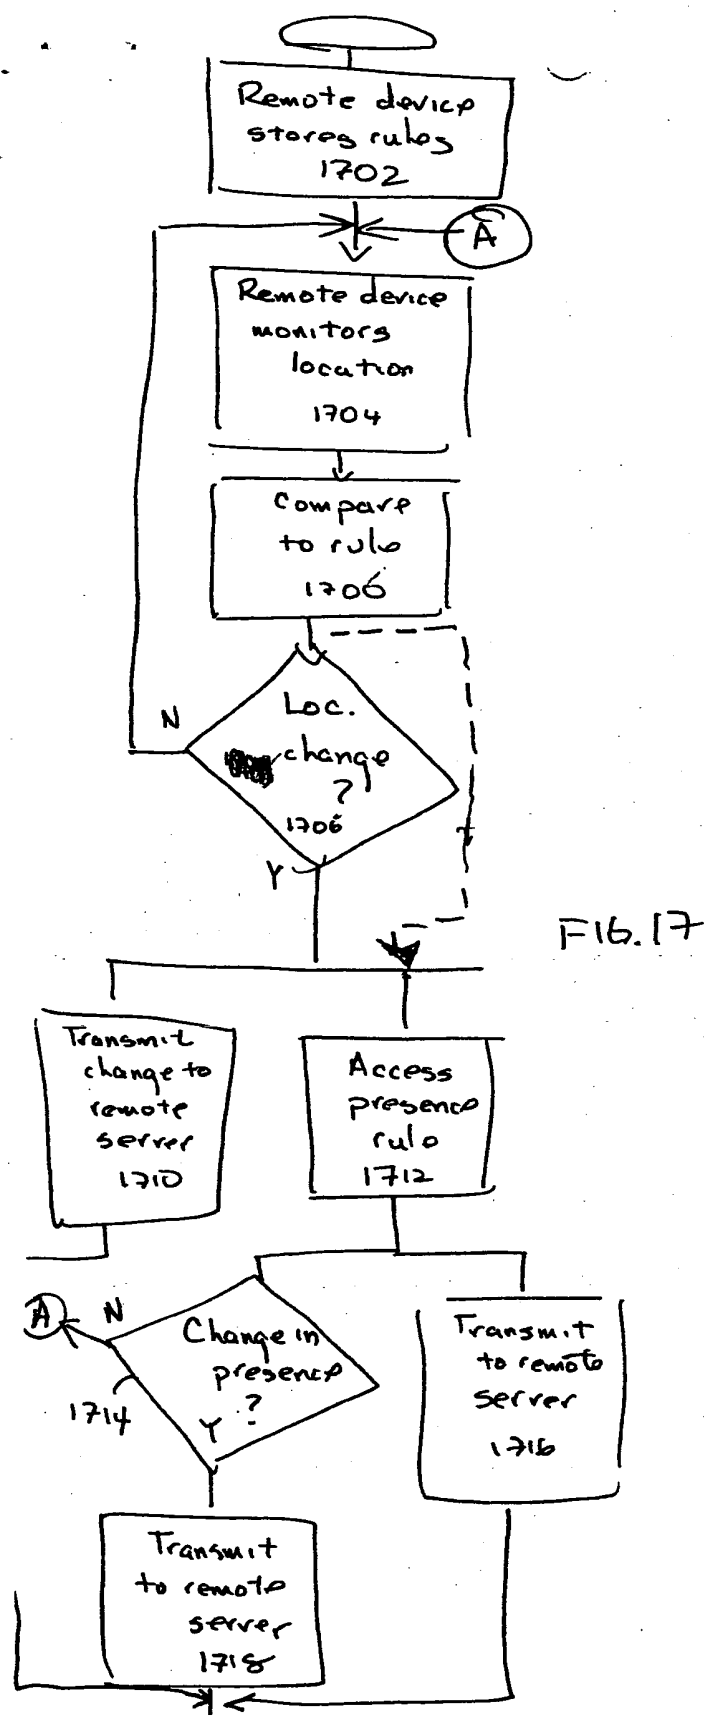 Remote device
stores rules
1702
A
Remote device
monitors
location
1704
Compare
to rule
1706
N
Loc.
change
?
1706
Y
FIG.17
Transmit
change to
remote
server
1710
Access
presence
rule
1712
A
N
Change in
presence
?
Y
1714
Transmit
to remote
server
1716
Transmit
to remote
server
1718